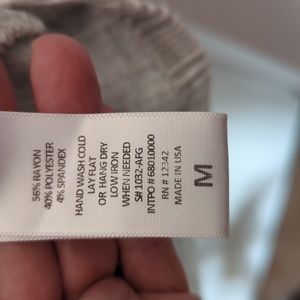 56% RAYON
40% POLYESTER
4% SPANDEX
HAND WASH COLD
LAY FLAT
OR HANG DRY
LOW IRON
WHEN NEEDED
S# 1032-AFG
INTPO # 68010000
RN # 12342
MADE IN USA
M